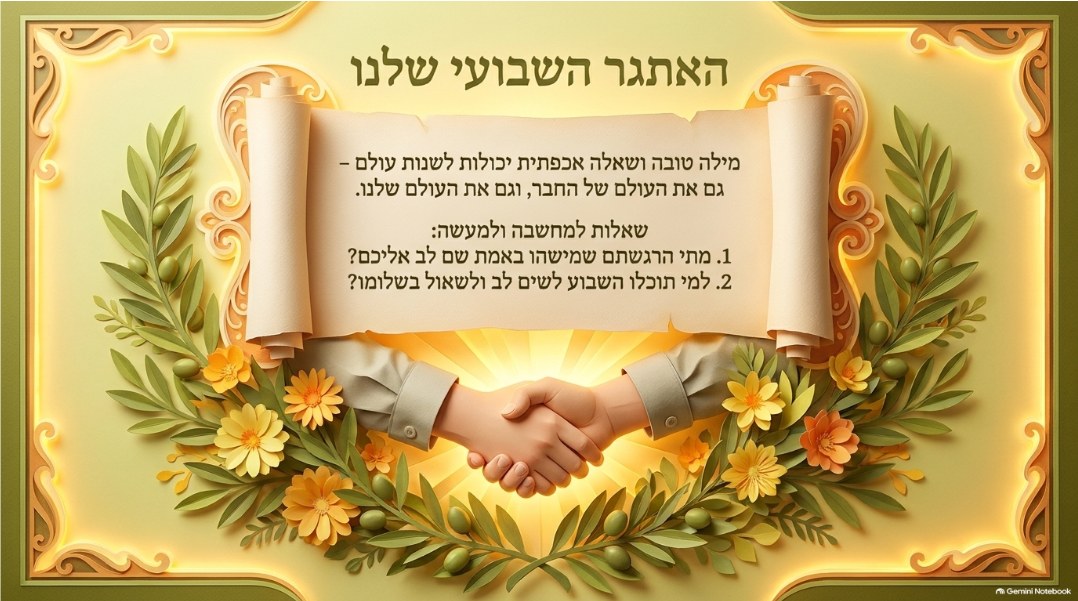 האתגר השבועי שלנו
מילה טובה ושאלה אכפתית יכולות לשנות עולם –
גם את העולם של החבר, וגם את העולם שלנו.
שאלות למחשבה ולמעשה:
1. מתי הרגשתם שמישהו באמת שם לב אליכם?
2. למי תוכלו השבוע לשים לב ולשאול בשלומו?
Gemini Notebook